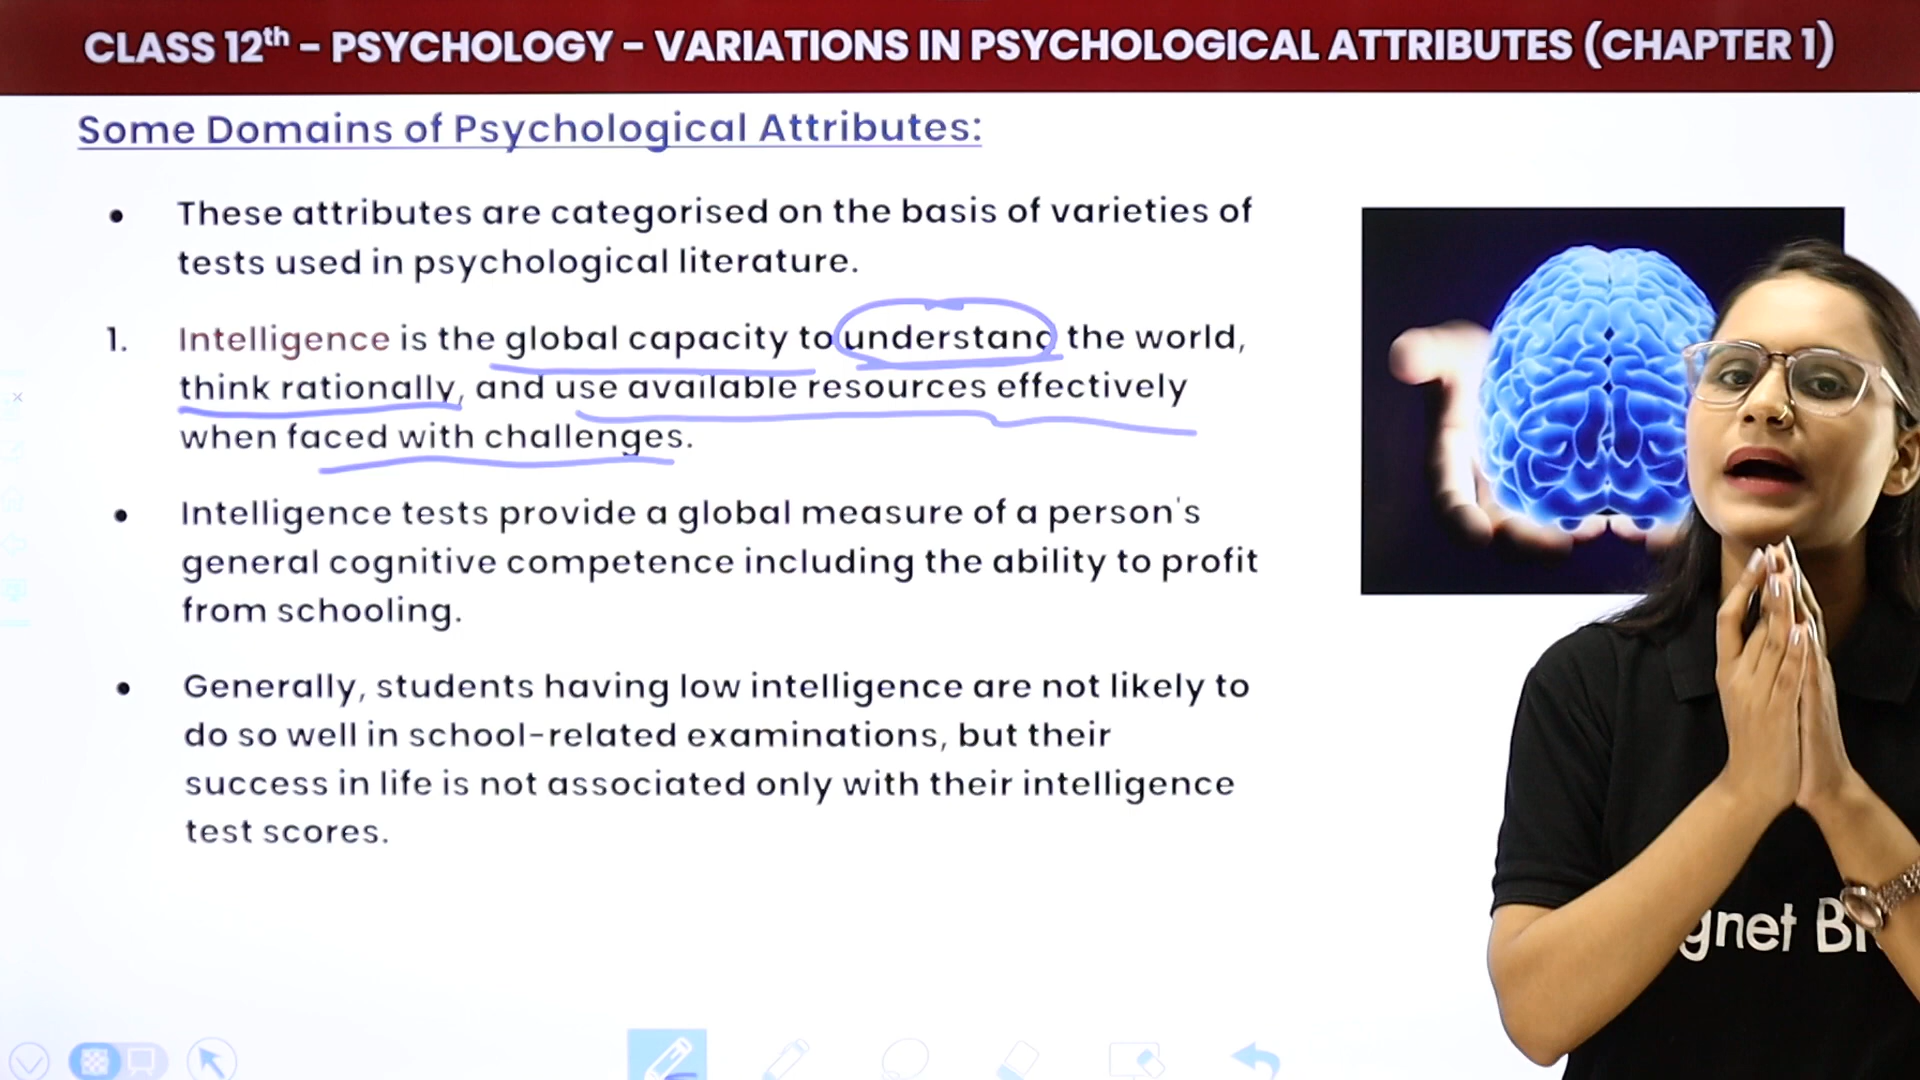 CLASS 12th – PSYCHOLOGY – VARIATIONS IN PSYCHOLOGICAL ATTRIBUTES (CHAPTER 1)
Some Domains of Psychological Attributes:
• These attributes are categorised on the basis of varieties of
tests used in psychological literature.
1. Intelligence is the global capacity to understand the world,
think rationally, and use available resources effectively
when faced with challenges.
• Intelligence tests provide a global measure of a person's
general cognitive competence including the ability to profit
from schooling.
• Generally, students having low intelligence are not likely to
do so well in school-related examinations, but their
success in life is not associated only with their intelligence
test scores.
gnet Br